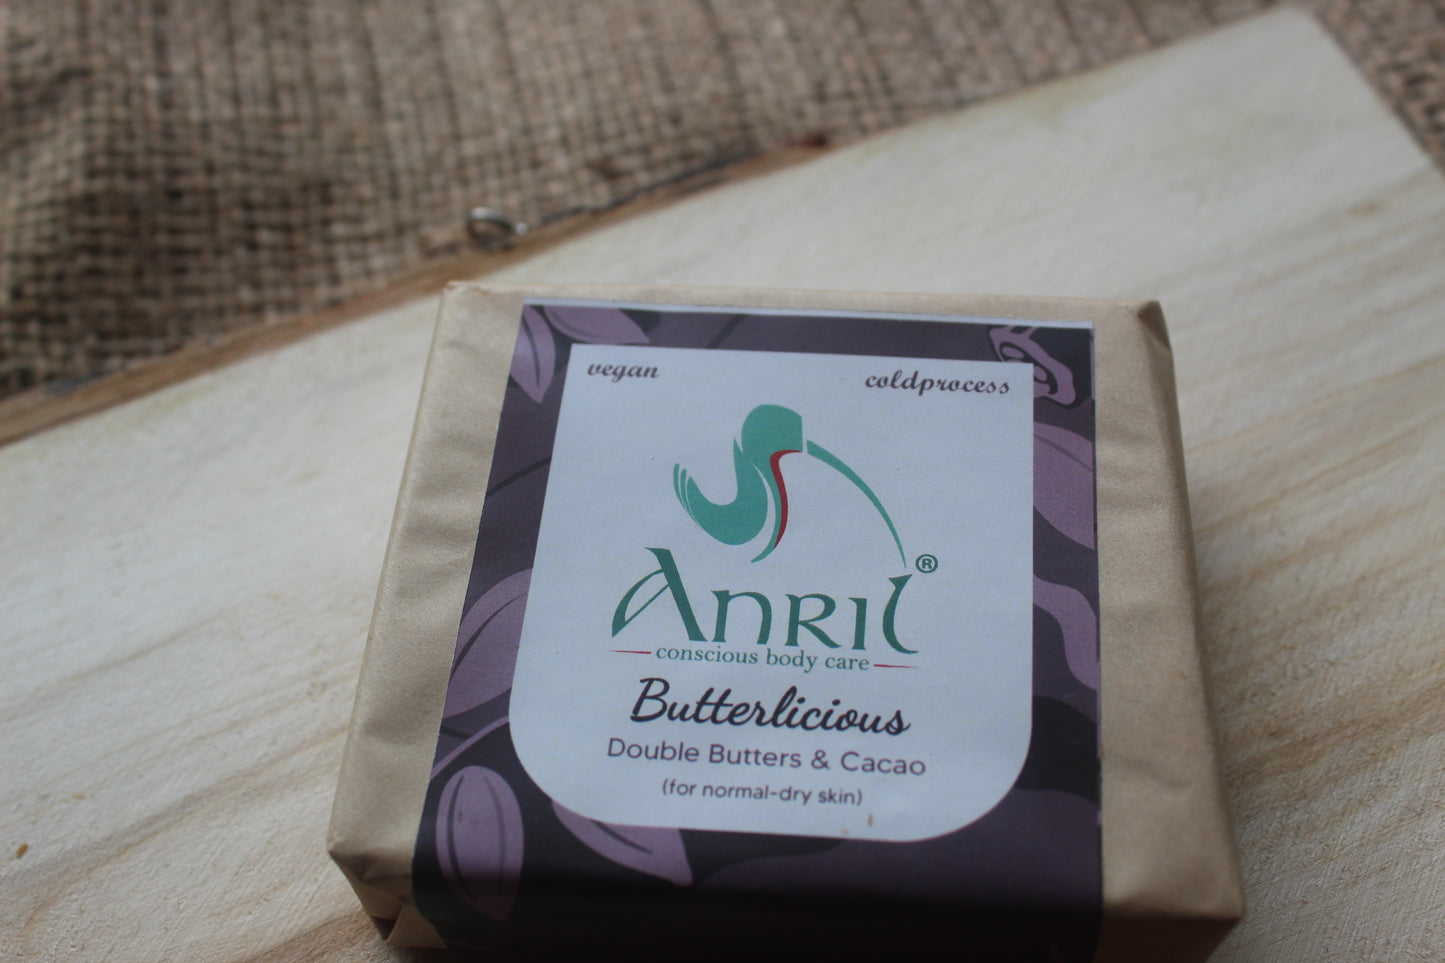 vegan
coldprocess
ANRIL®
conscious body care
Butterlicious
Double Butters & Cacao
(for normal-dry skin)